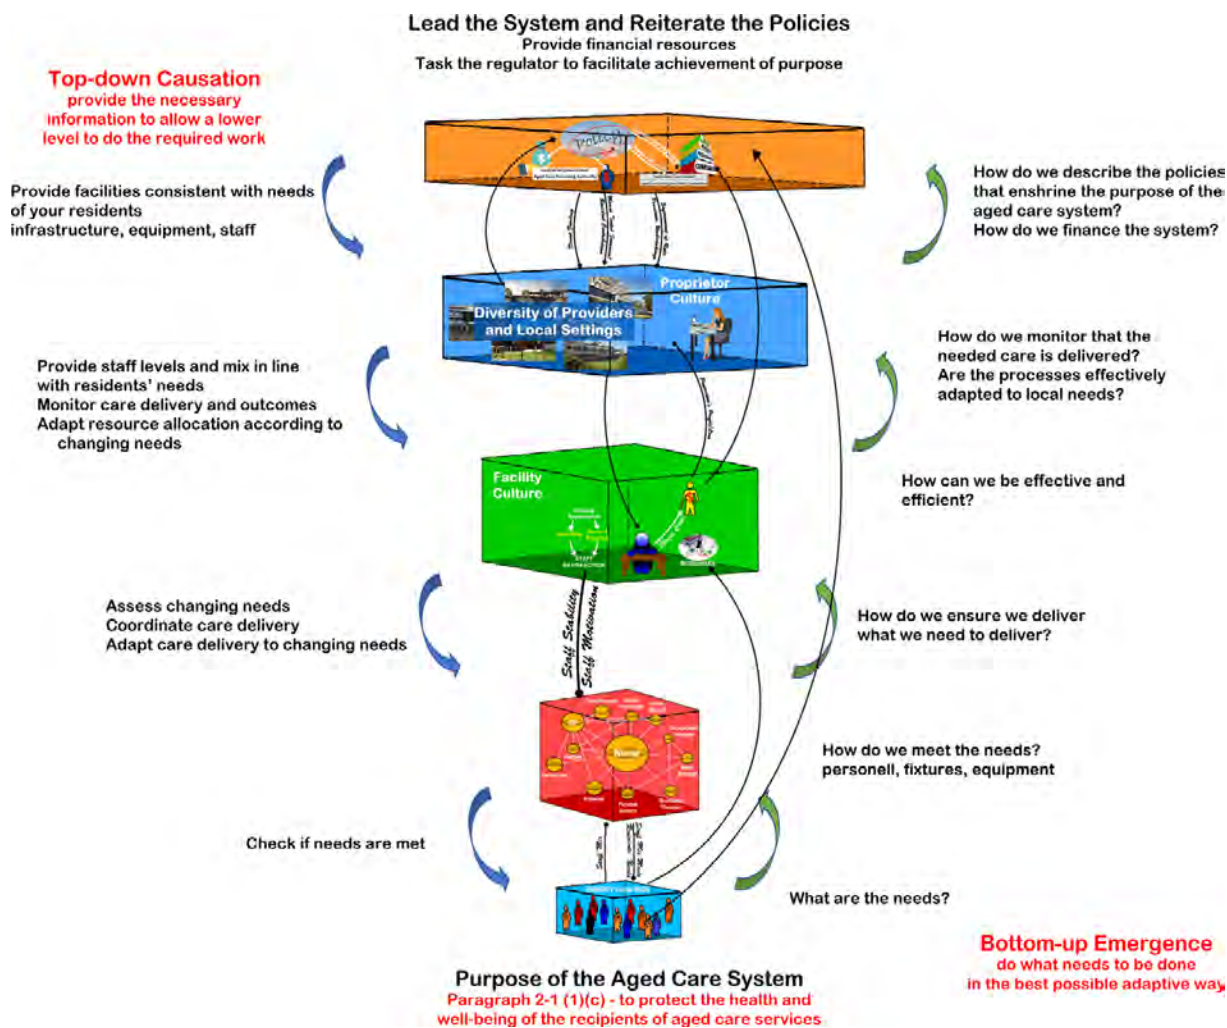 Lead the System and Reiterate the Policies
Provide financial resources
Task the regulator to facilitate achievement of purpose
Top-down Causation
provide the necessary
information to allow a lower
level to do the required work
Provide facilities consistent with needs
of your residents
infrastructure, equipment, staff
How do we describe the policies
that enshrine the purpose of the
aged care system?
How do we finance the system?
Proprietor
Culture
Diversity of Providers
and Local Settings
How do we monitor that the
needed care is delivered?
Are the processes effectively
adapted to local needs?
Provide staff levels and mix in line
with residents' needs
Monitor care delivery and outcomes
Adapt resource allocation according to
changing needs
Facility
Culture
How can we be effective and
efficient?
Assess changing needs
Coordinate care delivery
Adapt care delivery to changing needs
Staff Stability
Staff Motivation
How do we ensure we deliver
what we need to deliver?
Nurse
How do we meet the needs?
personell, fixtures, equipment
Check if needs are met
What are the needs?
Bottom-up Emergence
do what needs to be done
in the best possible adaptive way
Purpose of the Aged Care System
Paragraph 2-1 (1)(c) - to protect the health and
well-being of the recipients of aged care services